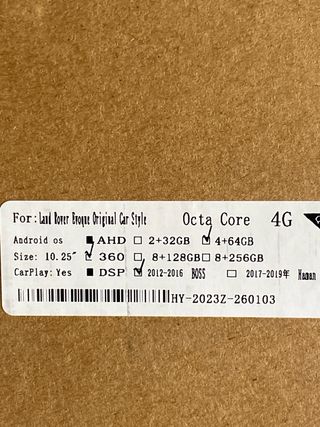 For: Land Rover Evoque Original Car Style Octa Core 4G
Android os ■ AHD □ 2+32GB ☑ 4+64GB
Size: 10.25" ☑ 360 □ 8+128GB □ 8+256GB
CarPlay: Yes ■ DSP ☑ 2012-2016 BOSS □ 2017-2019年 Haman
HY-2023Z-260103